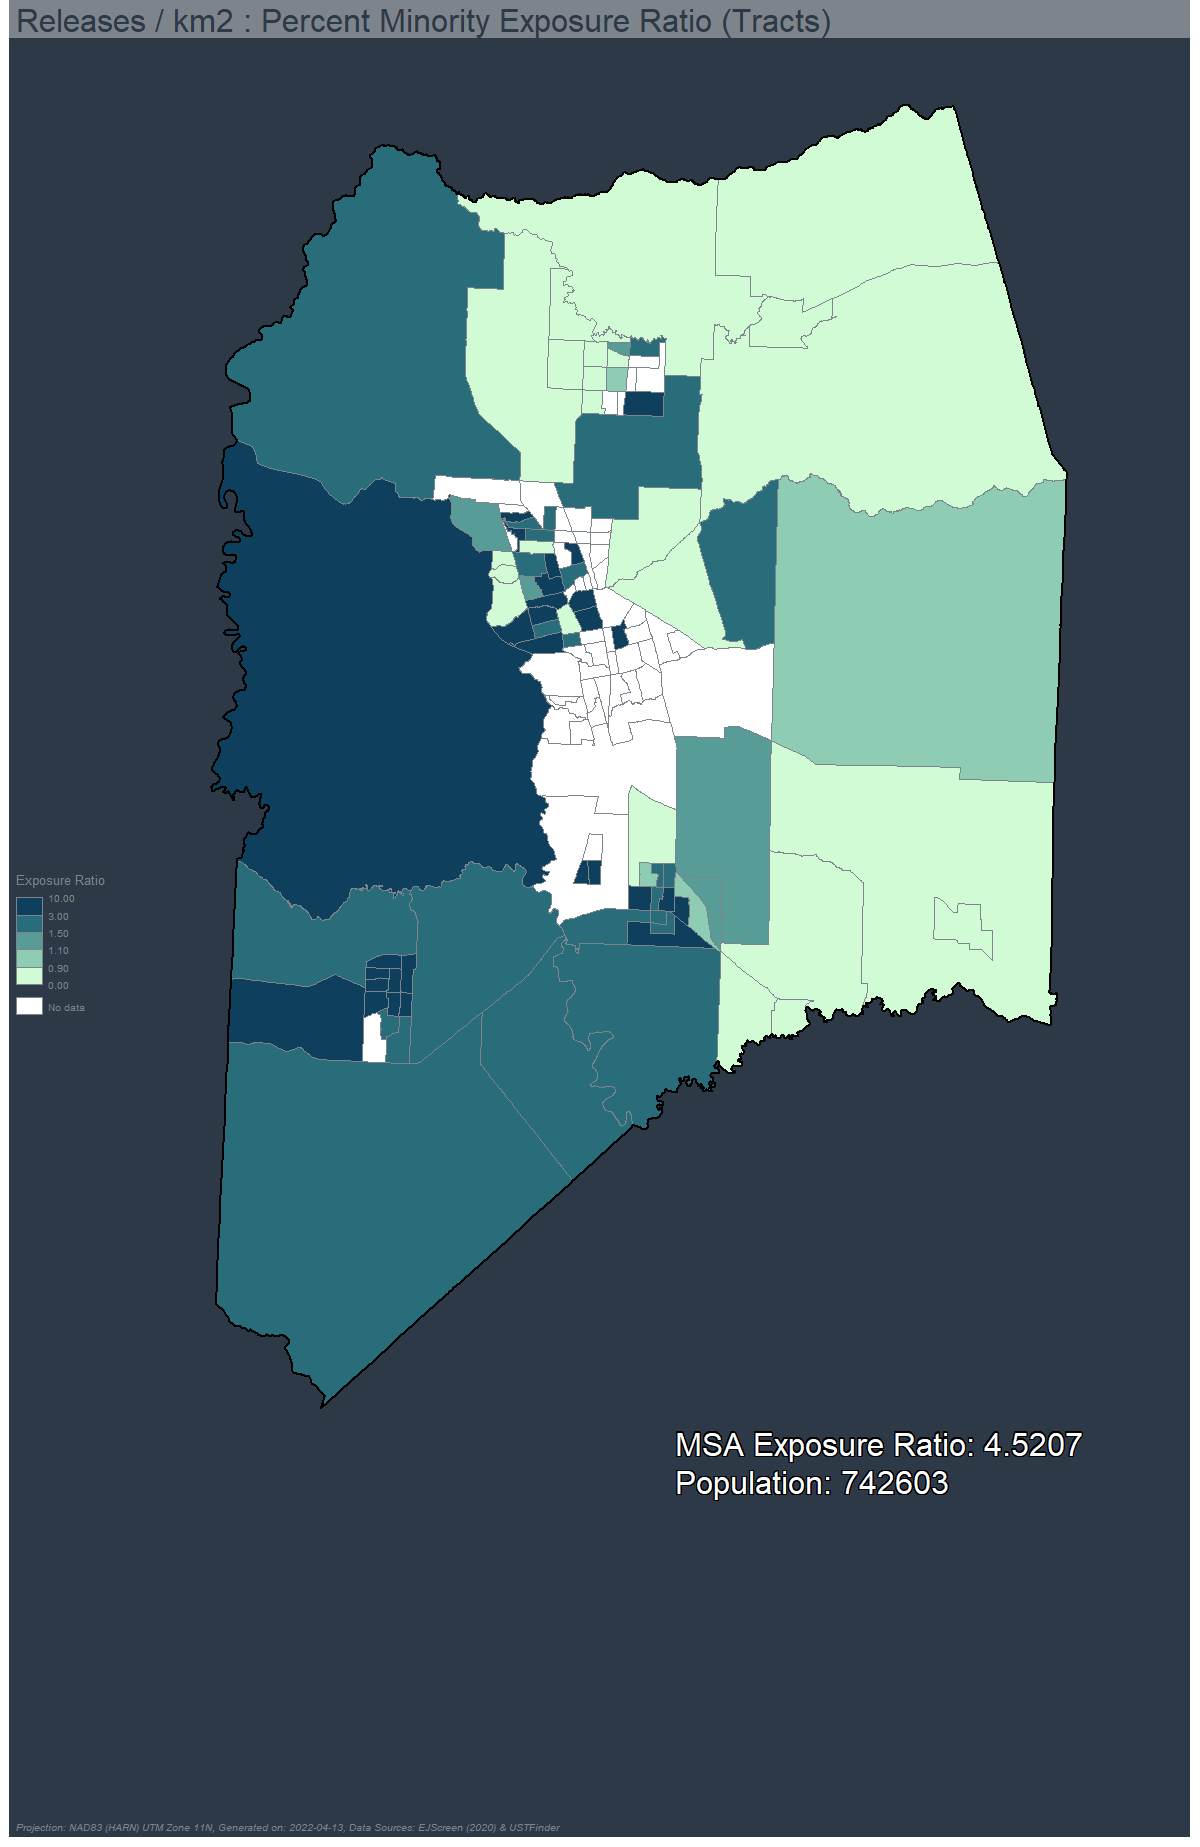 Releases / km2 : Percent Minority Exposure Ratio (Tracts)
Exposure Ratio
10.00
3.00
1.50
1.10
0.90
0.00
No data
MSA Exposure Ratio: 4.5207
Population: 742603
Projection: NAD83 (HARN) UTM Zone 11N, Generated on: 2022-04-13, Data Sources: EJScreen (2020) & USTFinder